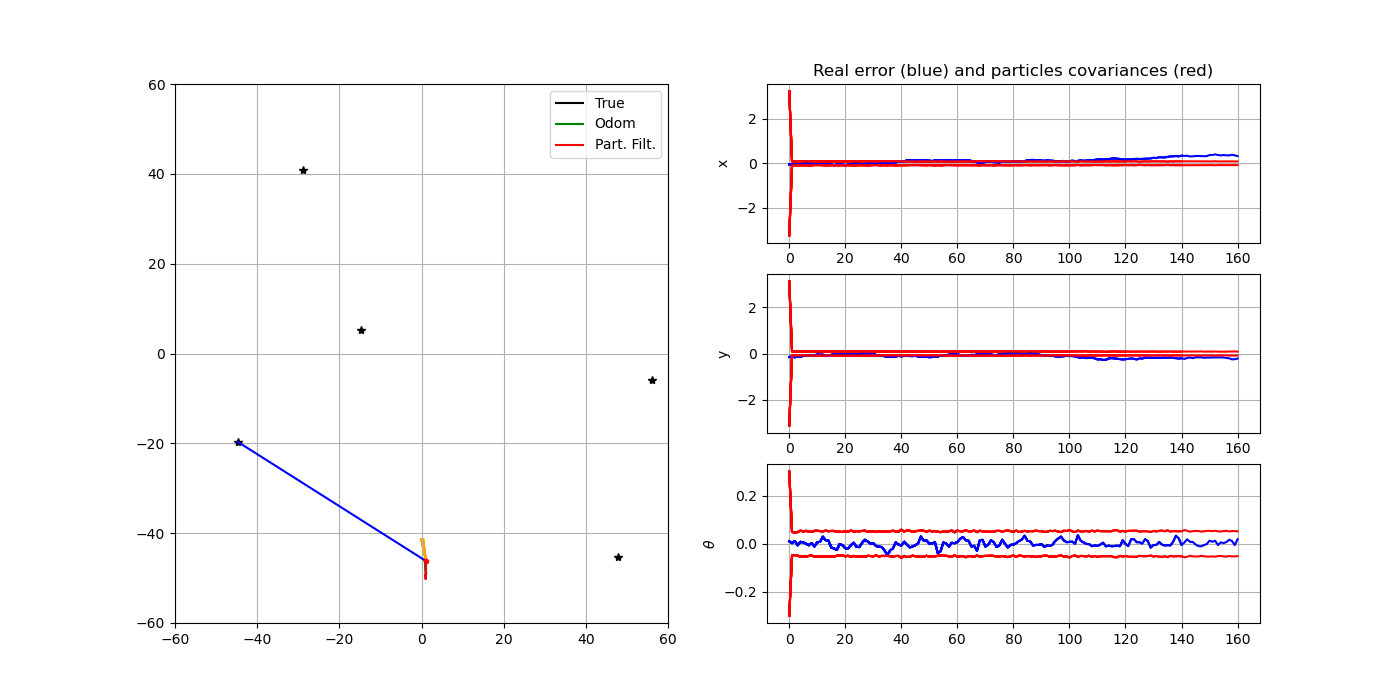 60
40
20
0
−20
−40
−60
−60
−40
−20
0
20
40
60
True
Odom
Part. Filt.
Real error (blue) and particles covariances (red)
x
2
0
−2
0 20 40 60 80 100 120 140 160
y
2
0
−2
0 20 40 60 80 100 120 140 160
θ
0.2
0.0
−0.2
0 20 40 60 80 100 120 140 160